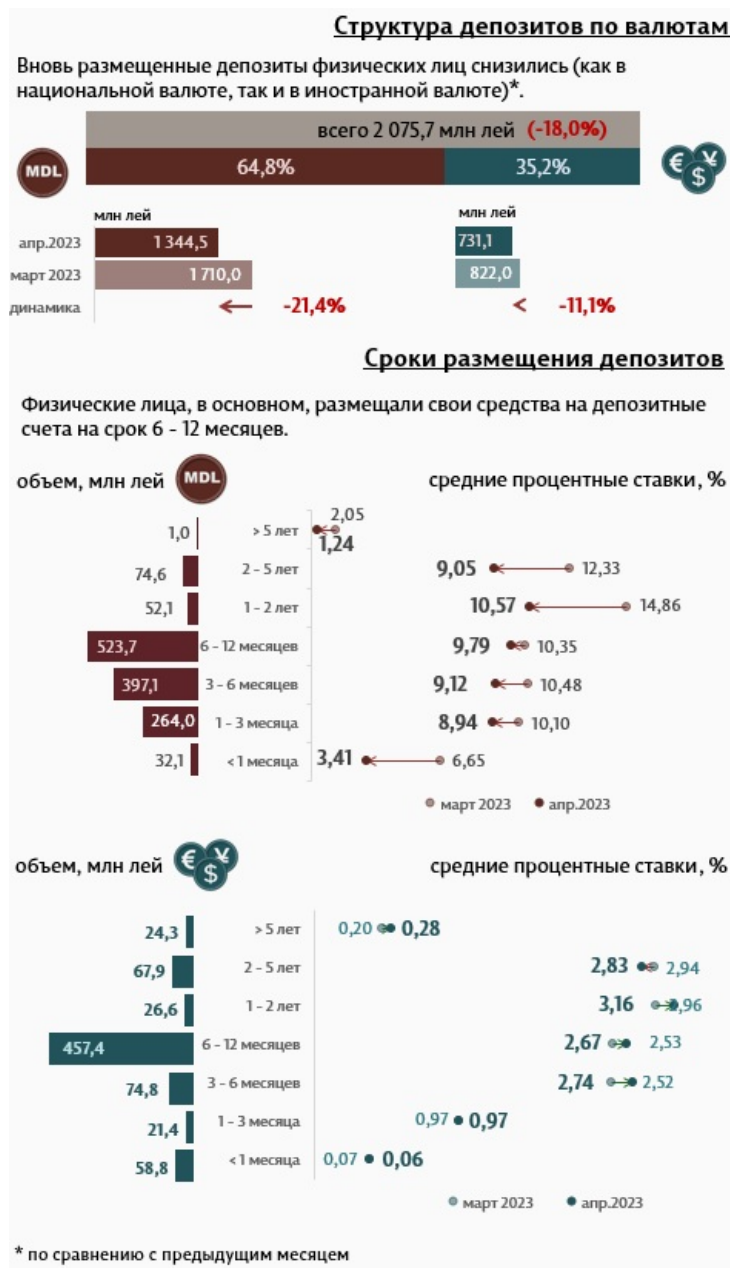 Структура депозитов по валютам
Вновь размещенные депозиты физических лиц снизились (как в
национальной валюте, так и в иностранной валюте)*.
всего 2 075,7 млн лей (-18,0%)
MDL 64,8% 35,2% € ¥ $
млн лей млн лей
апр.2023 1 344,5 731,1
март 2023 1 710,0 822,0
динамика -21,4% -11,1%
Сроки размещения депозитов
Физические лица, в основном, размещали свои средства на депозитные
счета на срок 6 - 12 месяцев.
объем, млн лей MDL средние процентные ставки, %
1,0 > 5 лет 2,05
1,24
74,6 2 - 5 лет 9,05 12,33
52,1 1 - 2 лет 10,57 14,86
523,7 6 - 12 месяцев 9,79 10,35
397,1 3 - 6 месяцев 9,12 10,48
264,0 1 - 3 месяца 8,94 10,10
32,1 < 1 месяца 3,41 6,65
март 2023 апр.2023
объем, млн лей € ¥ $ средние процентные ставки, %
24,3 > 5 лет 0,20 0,28
67,9 2 - 5 лет 2,83 2,94
26,6 1 - 2 лет 3,16 ,96
457,4 6 - 12 месяцев 2,67 2,53
74,8 3 - 6 месяцев 2,74 2,52
21,4 1 - 3 месяца 0,97 0,97
58,8 < 1 месяца 0,07 0,06
март 2023 апр.2023
* по сравнению с предыдущим месяцем